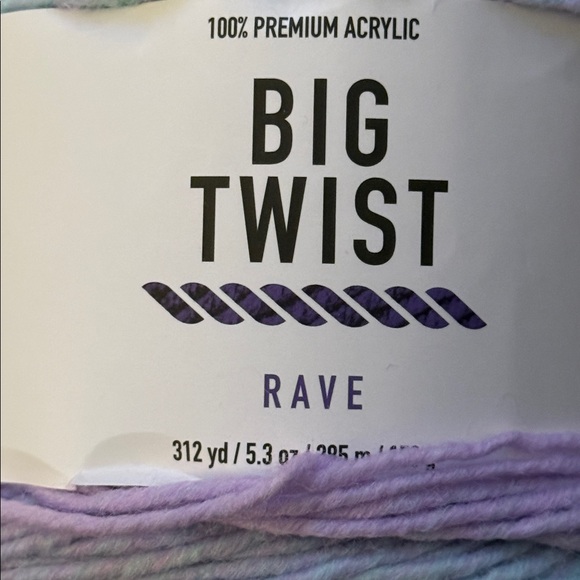 100% PREMIUM ACRYLIC
BIG
TWIST
RAVE
312 yd / 5.3 oz / 285 m /